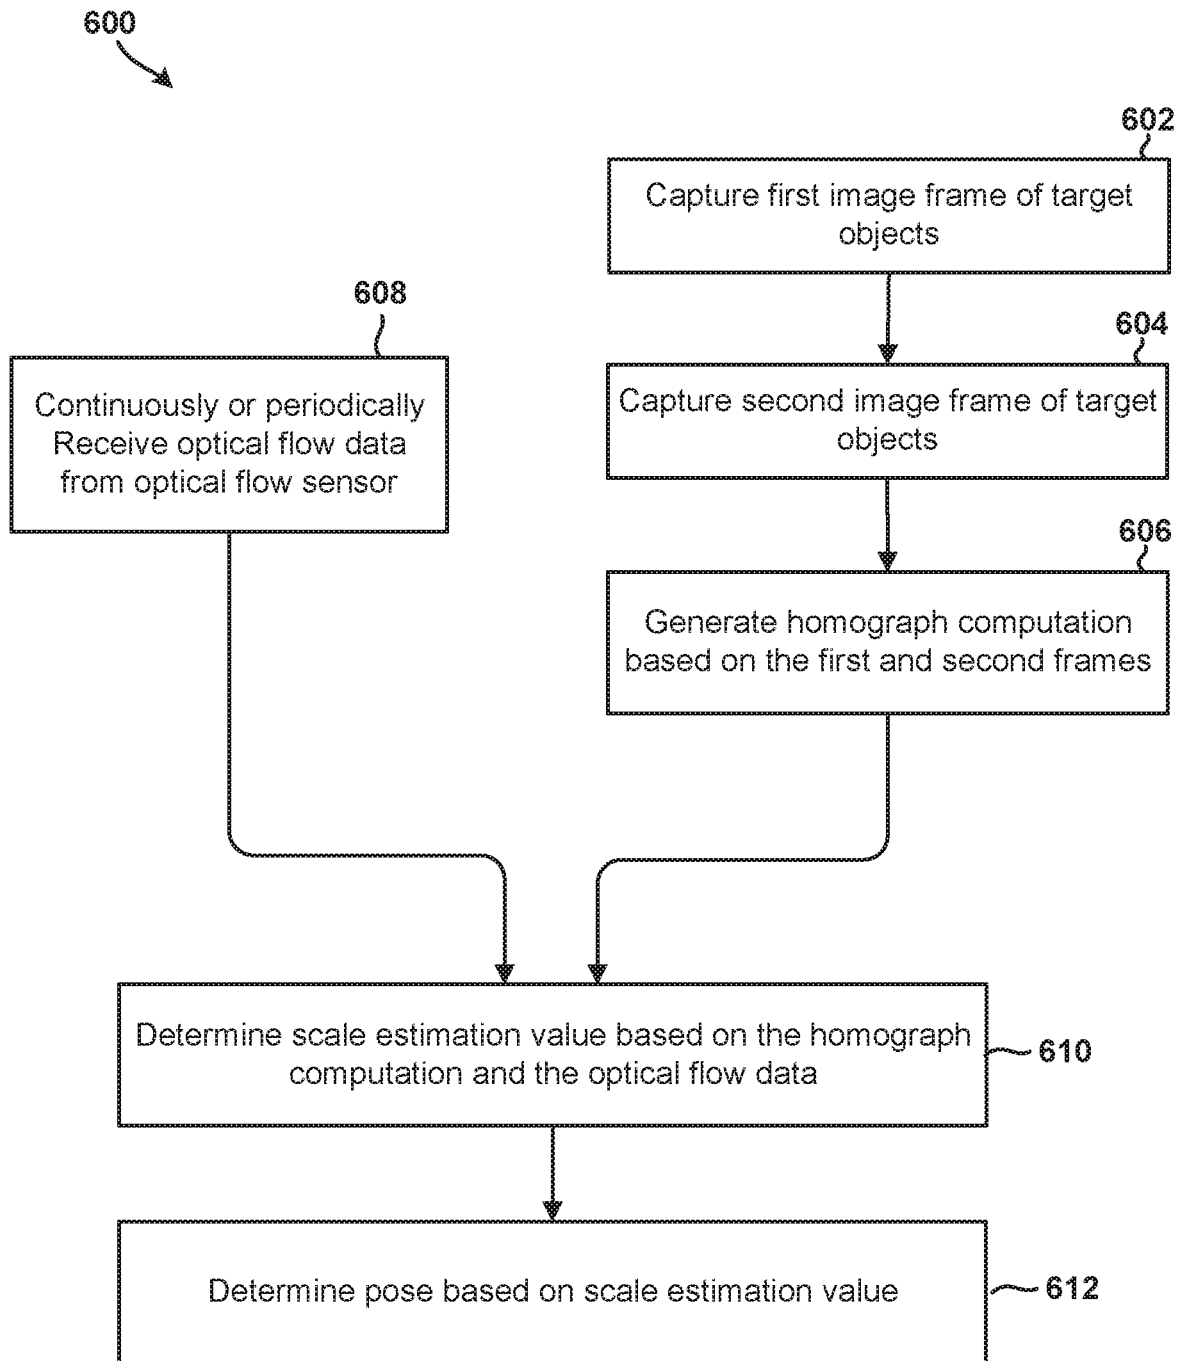 600
602
Capture first image frame of target
objects
604
Capture second image frame of target
objects
608
Continuously or periodically
Receive optical flow data
from optical flow sensor
606
Generate homograph computation
based on the first and second frames
Determine scale estimation value based on the homograph
computation and the optical flow data
610
Determine pose based on scale estimation value
612